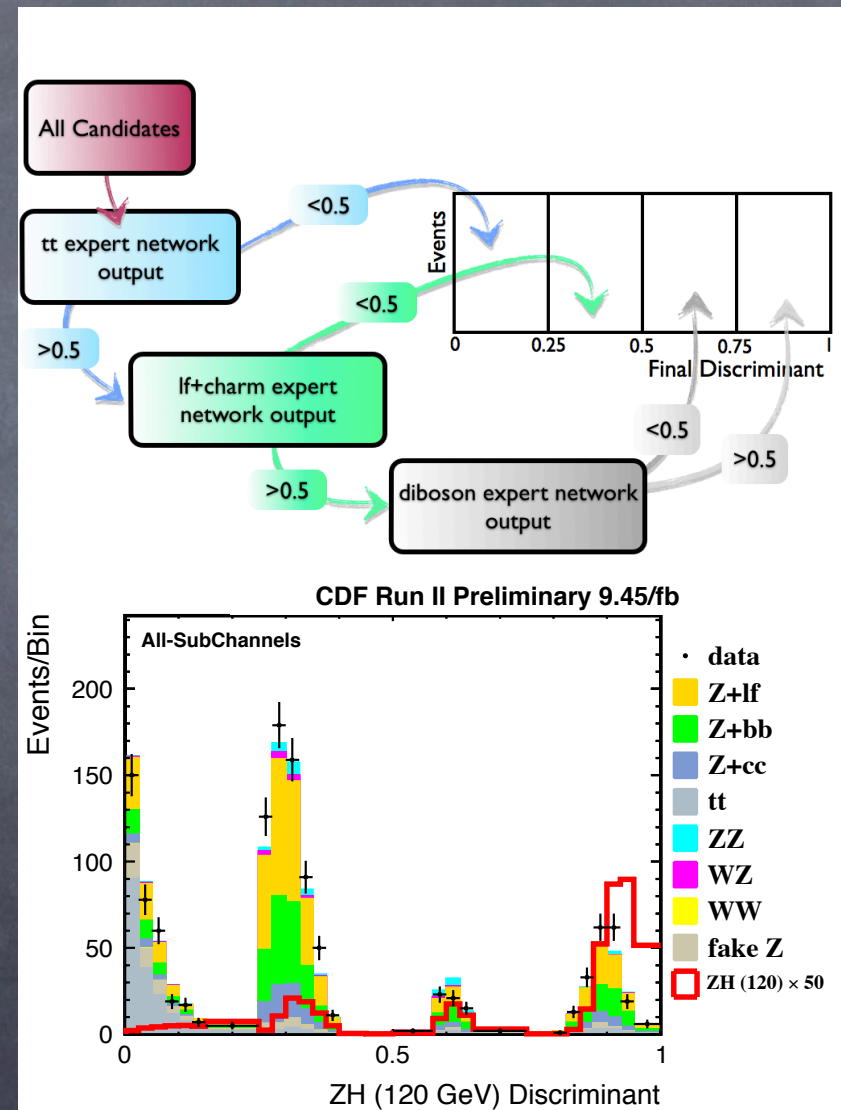 All Candidates
<0.5
tt expert network
output
Events
<0.5
>0.5
0 0.25 0.5 0.75 1
Final Discriminant
lf+charm expert
network output
<0.5
>0.5
>0.5
diboson expert network
output
CDF Run II Preliminary 9.45/fb
All-SubChannels
Events/Bin
200
150
100
50
0
0 0.5 1
ZH (120 GeV) Discriminant
data
Z+lf
Z+bb
Z+cc
tt
ZZ
WZ
WW
fake Z
ZH (120) × 50